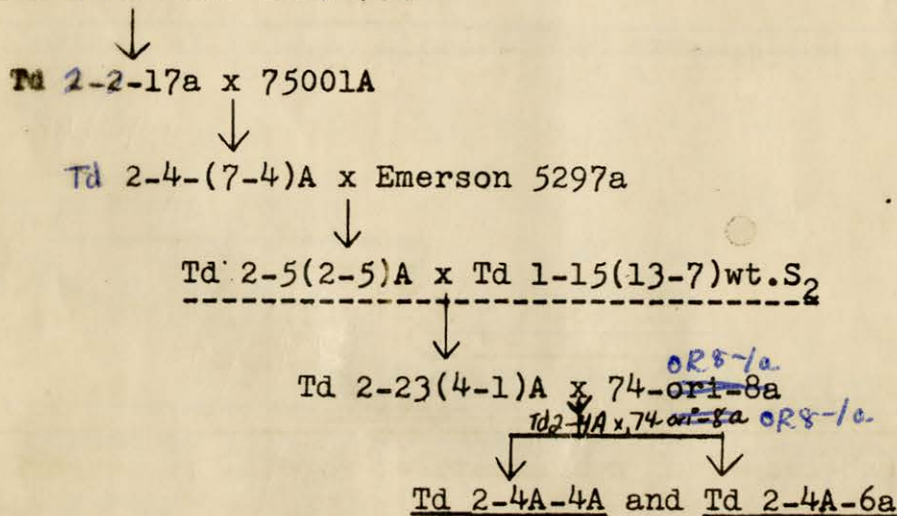 Td 2-2-17a x 75001A
Td 2-4-(7-4)A x Emerson 5297a
Td 2-5(2-5)A x Td 1-15(13-7)wt.S₂
oR8-1a
Td 2-23(4-1)A x 74-ori-8a
Td2-4A x 74-ori-8a oR8-1a
Td 2-4A-4A and Td 2-4A-6a